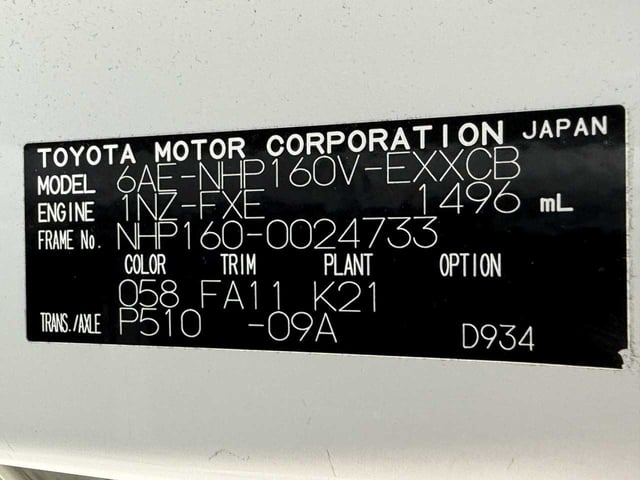 TOYOTA MOTOR CORPORATION JAPAN
MODEL 6AE-NHP160V-EXXCB
ENGINE 1NZ-FXE 1496 mL
FRAME No. NHP160-0024733
COLOR TRIM PLANT OPTION
058 FA11 K21
TRANS./AXLE P510 -09A D934